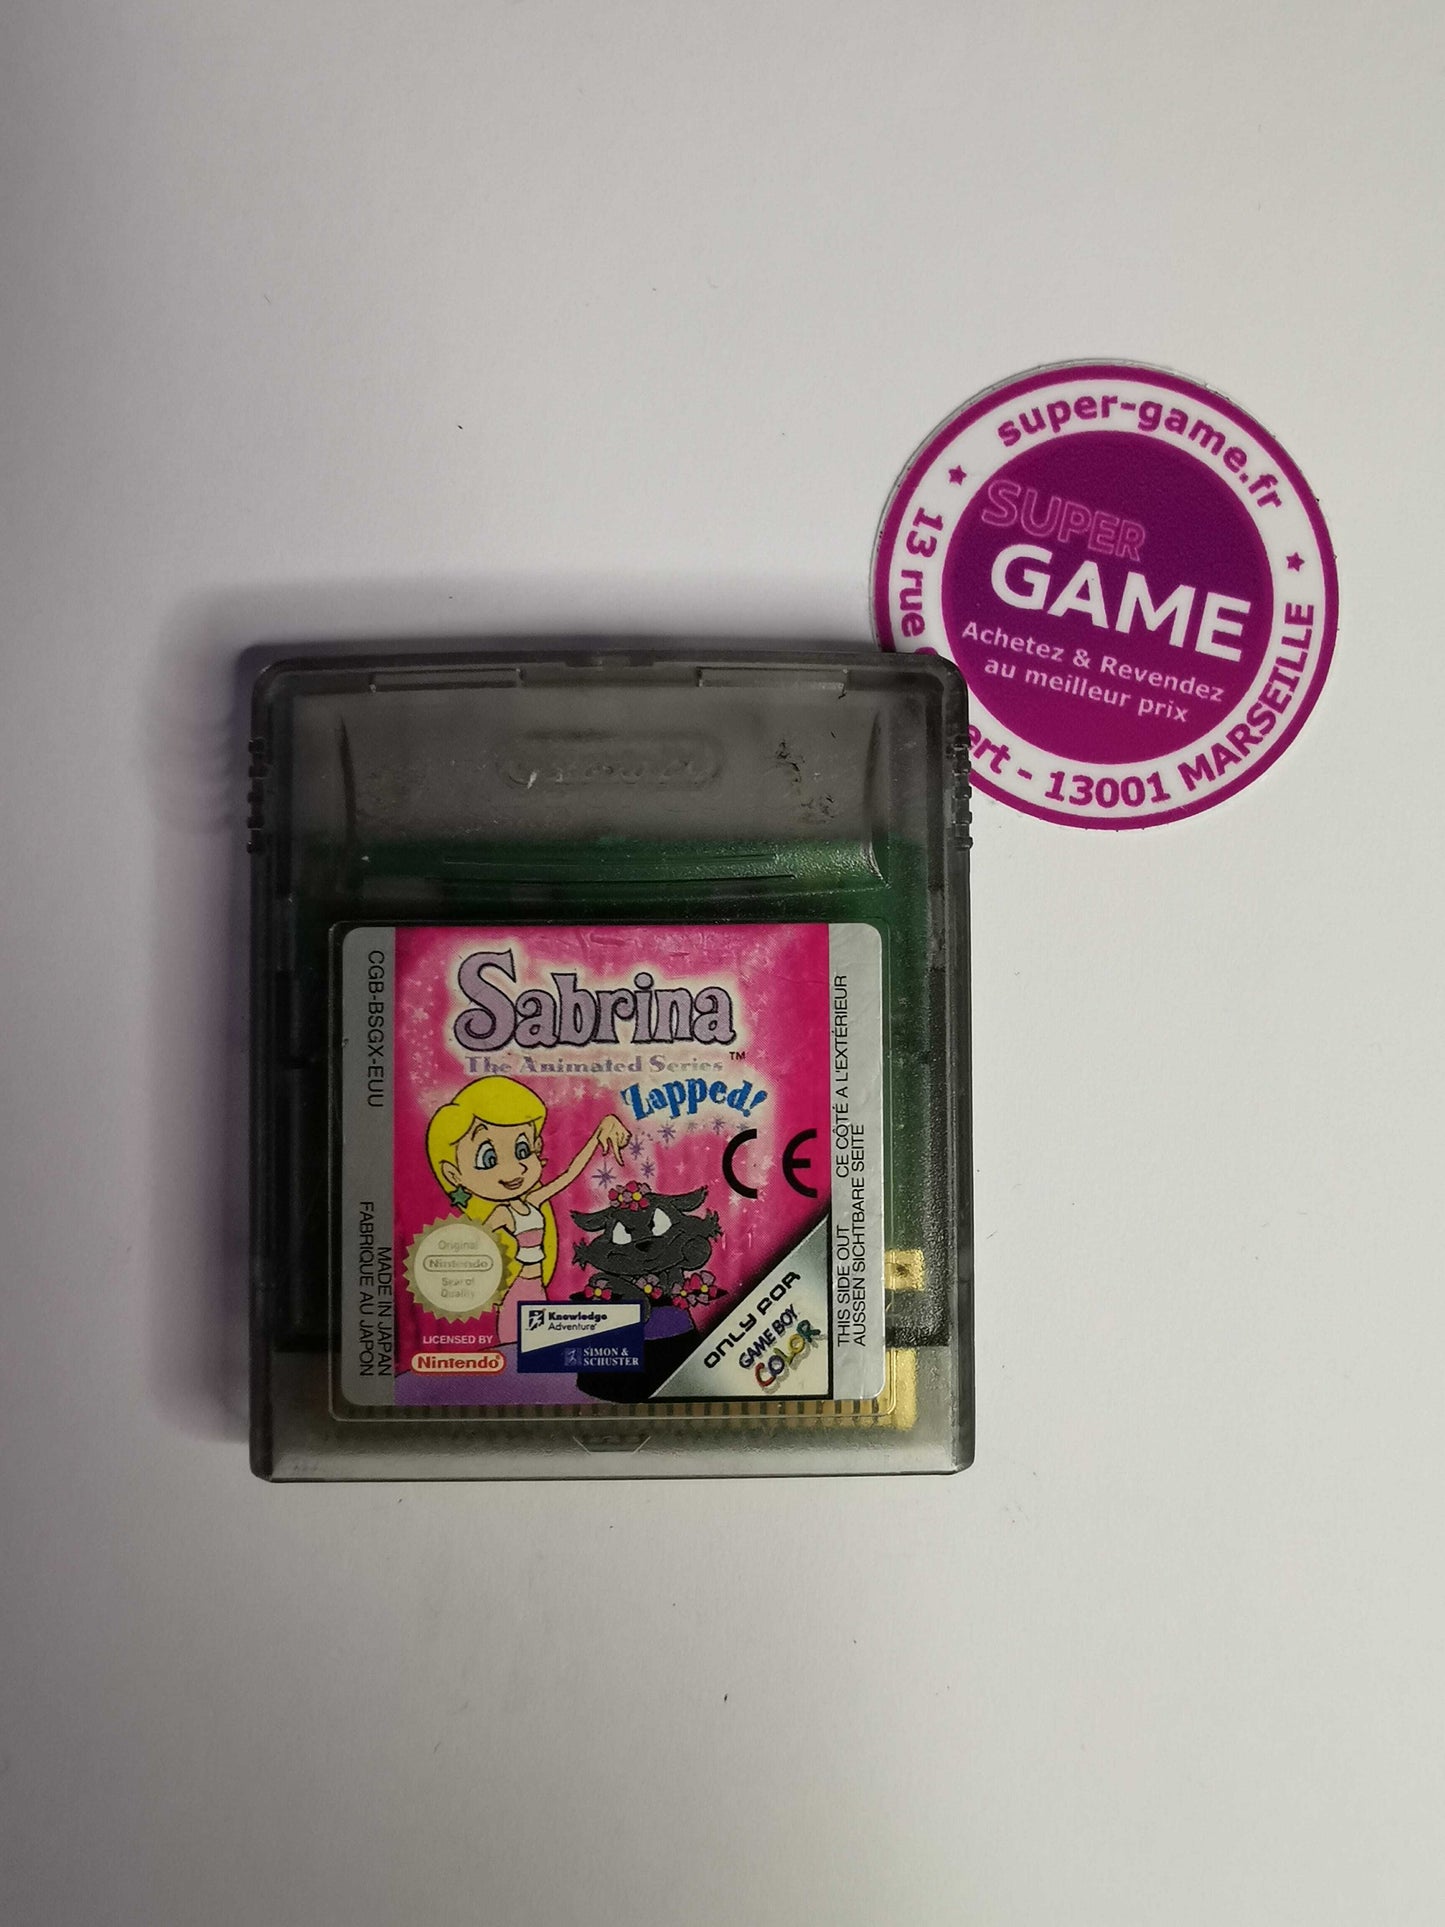 super-game.fr
13 rue
ert - 13001 MARSEILLE
SUPER
GAME
Achetez & Revendez
au meilleur prix
CGB-BSGX-EUU
MADE IN JAPAN
FABRIQUE AU JAPON
Sabrina
The Animated Series™
Zapped!
CE
Original
Nintendo
Seal of
Quality
LICENSED BY
Nintendo®
Knowledge
Adventure®
SIMON &
SCHUSTER
ONLY FOR
GAME BOY
COLOR
THIS SIDE OUT CE CÔTÉ A L'EXTÉRIEUR
AUSSEN SICHTBARE SEITE